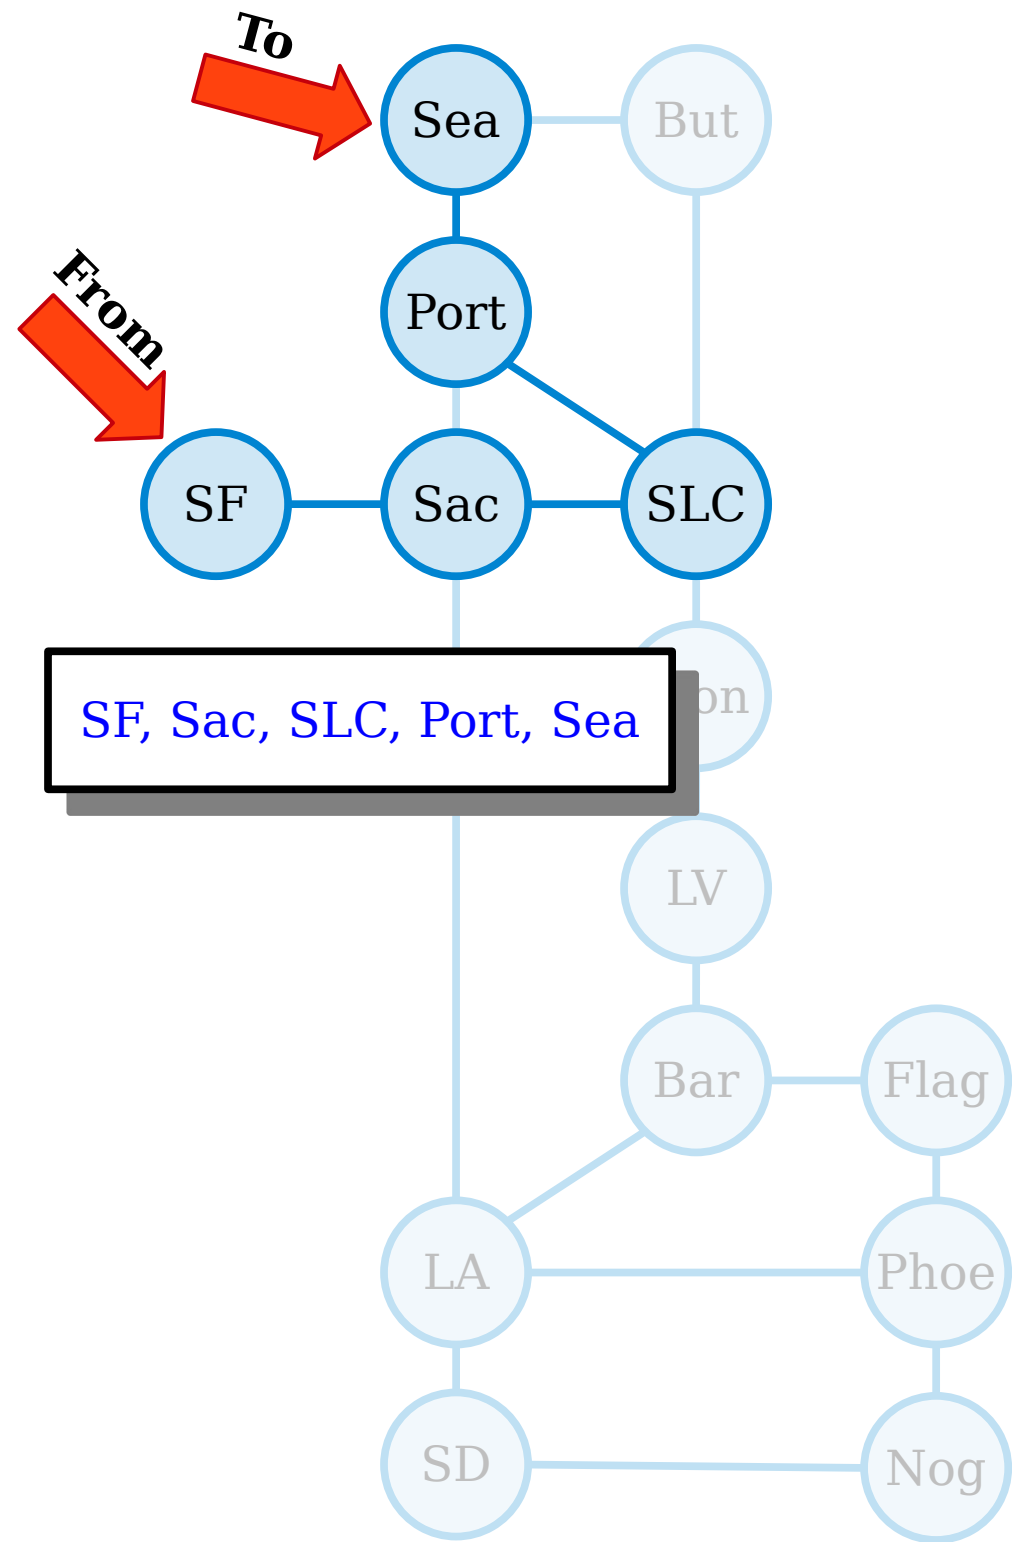 To
Sea
But
From
Port
SF
Sac
SLC
on
SF, Sac, SLC, Port, Sea
LV
Bar
Flag
LA
Phoe
SD
Nog